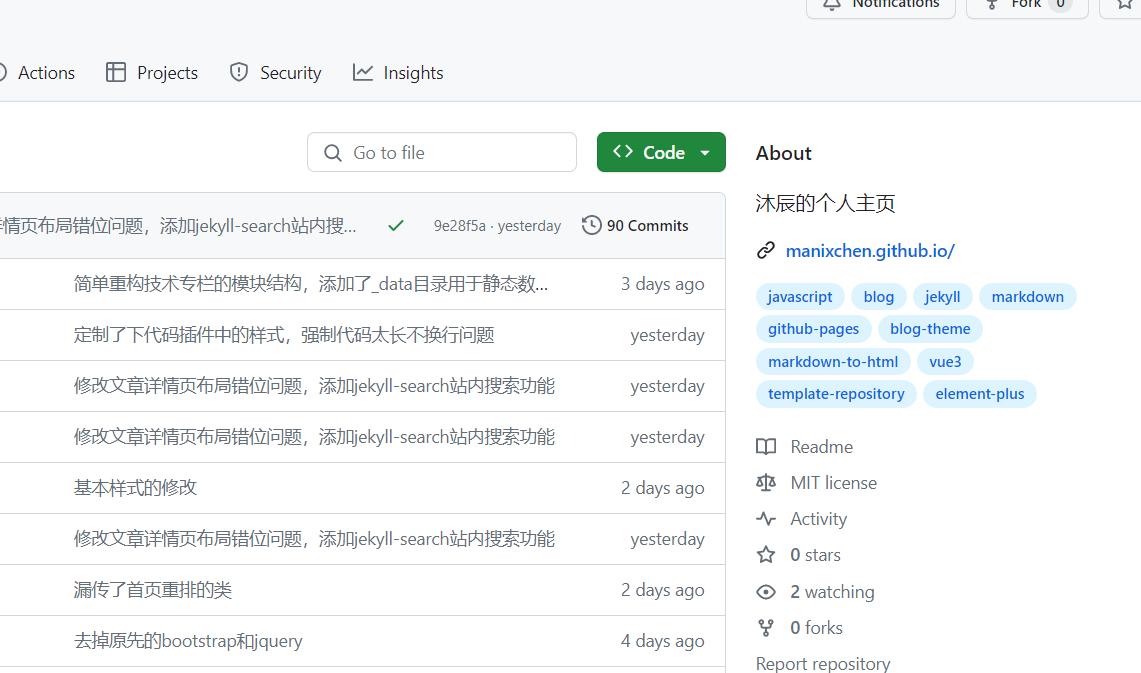 Notifications
Fork 0
Actions Projects Security Insights
Go to file
Code
情页布局错位问题，添加jekyll-search站内搜... 9e28f5a · yesterday 90 Commits
简单重构技术专栏的模块结构，添加了_data目录用于静态数... 3 days ago
定制了下代码插件中的样式，强制代码太长不换行问题 yesterday
修改文章详情页布局错位问题，添加jekyll-search站内搜索功能 yesterday
修改文章详情页布局错位问题，添加jekyll-search站内搜索功能 yesterday
基本样式的修改 2 days ago
修改文章详情页布局错位问题，添加jekyll-search站内搜索功能 yesterday
漏传了首页重排的类 2 days ago
去掉原先的bootstrap和jquery 4 days ago
About
沐辰的个人主页
manixchen.github.io/
javascript blog jekyll markdown
github-pages blog-theme
markdown-to-html vue3
template-repository element-plus
Readme
MIT license
Activity
0 stars
2 watching
0 forks
Report repository